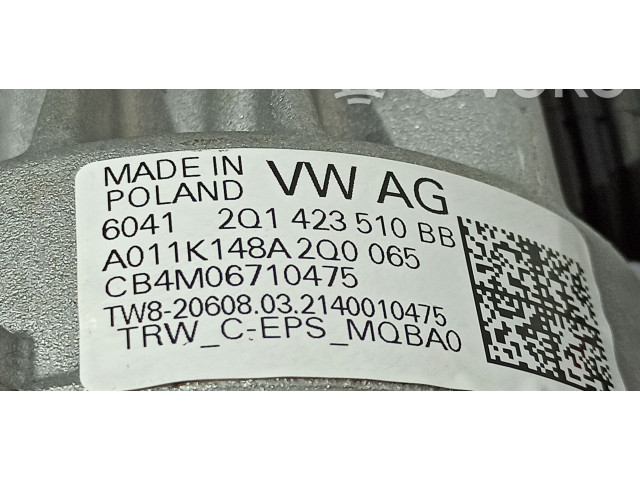 MADE IN
POLAND
VW AG
6041 2Q1 423 510 BB
A011K148A 2Q0 065
CB4M06710475
TW8-20608.03.2140010475
TRW_C-EPS_MQBA0